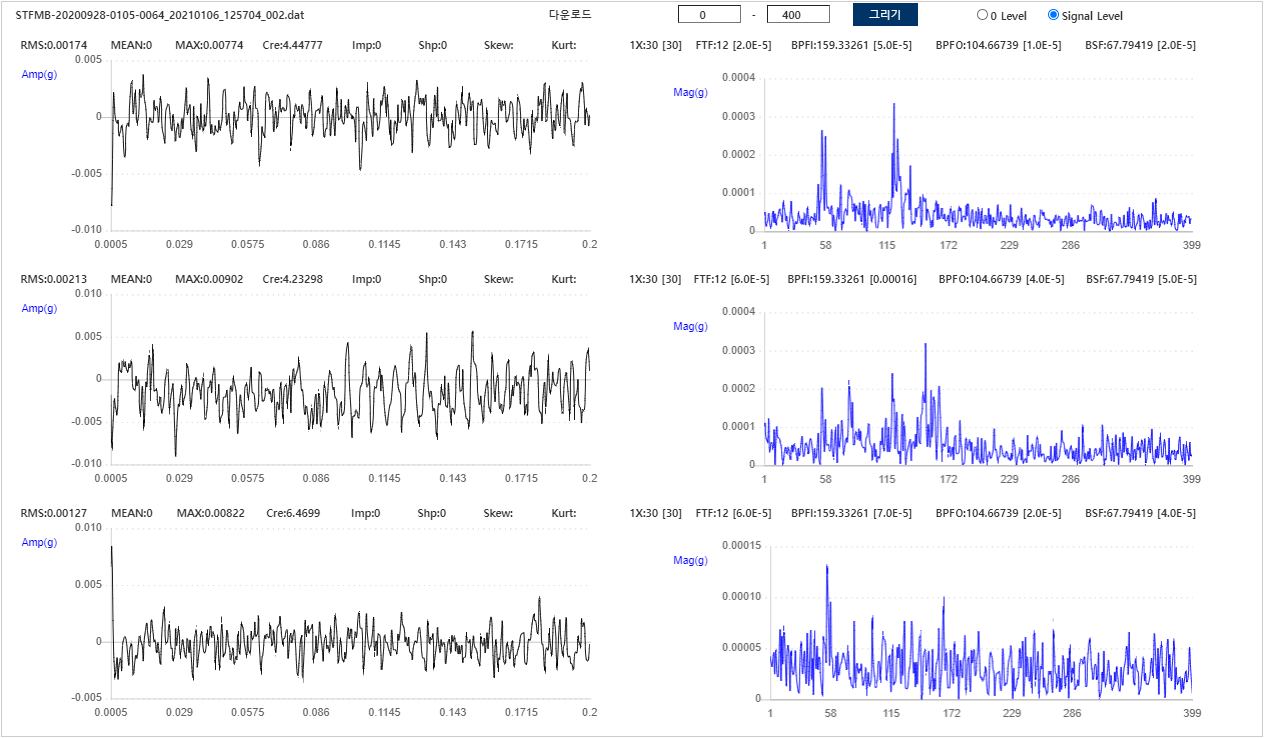 STFMB-20200928-0105-0064_20210106_125704_002.dat 다운로드 0 - 400 그리기 0 Level Signal Level
RMS:0.00174 MEAN:0 MAX:0.00774 Cre:4.44777 Imp:0 Shp:0 Skew: Kurt:
0.005
Amp(g)
0
-0.005
-0.010
0.0005 0.029 0.0575 0.086 0.1145 0.143 0.1715 0.2
1X:30 [30] FTF:12 [2.0E-5] BPFI:159.33261 [5.0E-5] BPFO:104.66739 [1.0E-5] BSF:67.79419 [2.0E-5]
0.0004
Mag(g)
0.0003
0.0002
0.0001
0
1 58 115 172 229 286 399
RMS:0.00213 MEAN:0 MAX:0.00902 Cre:4.23298 Imp:0 Shp:0 Skew: Kurt:
0.010
Amp(g)
0.005
0
-0.005
-0.010
0.0005 0.029 0.0575 0.086 0.1145 0.143 0.1715 0.2
1X:30 [30] FTF:12 [6.0E-5] BPFI:159.33261 [0.00016] BPFO:104.66739 [4.0E-5] BSF:67.79419 [5.0E-5]
0.0004
Mag(g)
0.0003
0.0002
0.0001
0
1 58 115 172 229 286 399
RMS:0.00127 MEAN:0 MAX:0.00822 Cre:6.4699 Imp:0 Shp:0 Skew: Kurt:
0.010
Amp(g)
0.005
0
-0.005
0.0005 0.029 0.0575 0.086 0.1145 0.143 0.1715 0.2
1X:30 [30] FTF:12 [6.0E-5] BPFI:159.33261 [7.0E-5] BPFO:104.66739 [2.0E-5] BSF:67.79419 [4.0E-5]
0.00015
Mag(g)
0.00010
0.00005
0
1 58 115 172 229 286 399